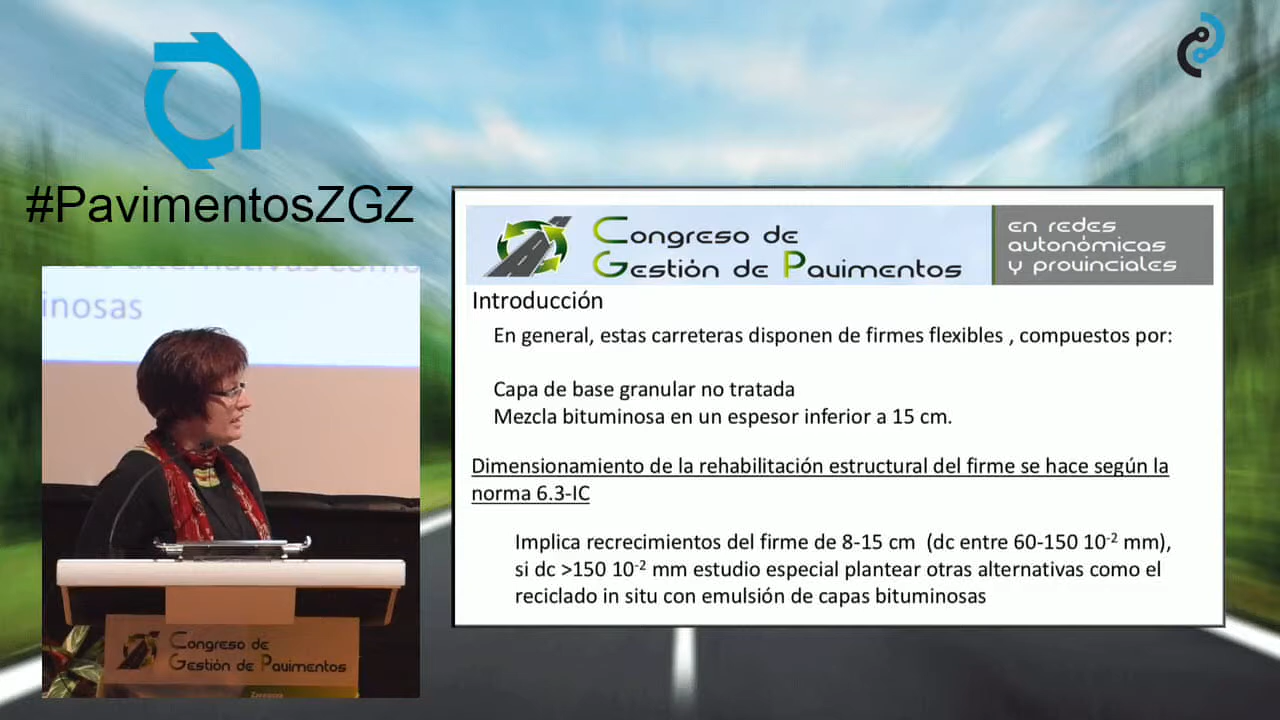 #PavimentosZGZ
Congreso de
Gestión de Pavimentos
en redes
autonómicas
y provinciales
Introducción
En general, estas carreteras disponen de firmes flexibles , compuestos por:
Capa de base granular no tratada
Mezcla bituminosa en un espesor inferior a 15 cm.
Dimensionamiento de la rehabilitación estructural del firme se hace según la
norma 6.3-IC
Implica recrecimientos del firme de 8-15 cm (dc entre 60-150 10-2 mm),
si dc >150 10-2 mm estudio especial plantear otras alternativas como el
reciclado in situ con emulsión de capas bituminosas
alternativas como
inosas
Congreso de
Gestión de Pavimentos
Zaragoza